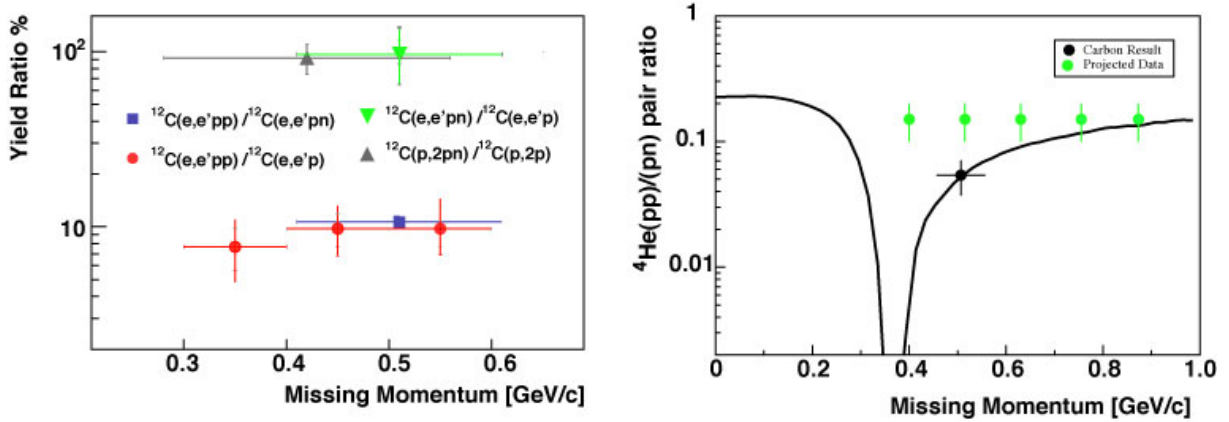 Yield Ratio %
10²
10
¹²C(e,e'pp) /¹²C(e,e'pn)
¹²C(e,e'pn) /¹²C(e,e'p)
¹²C(e,e'pp) /¹²C(e,e'p)
¹²C(p,2pn) /¹²C(p,2p)
0.3 0.4 0.5 0.6
Missing Momentum [GeV/c]
⁴He(pp)/(pn) pair ratio
1
0.1
0.01
Carbon Result
Projected Data
0 0.2 0.4 0.6 0.8 1.0
Missing Momentum [GeV/c]